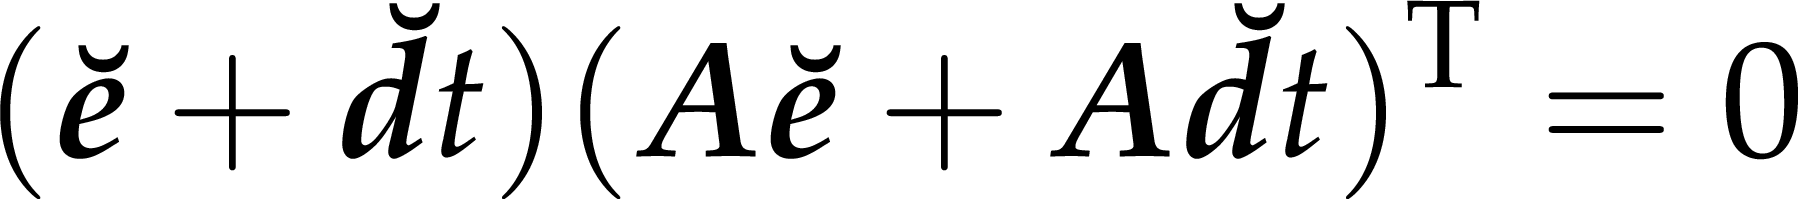 (ĕ + d̆t)(Aĕ + Ad̆t)ᵀ = 0